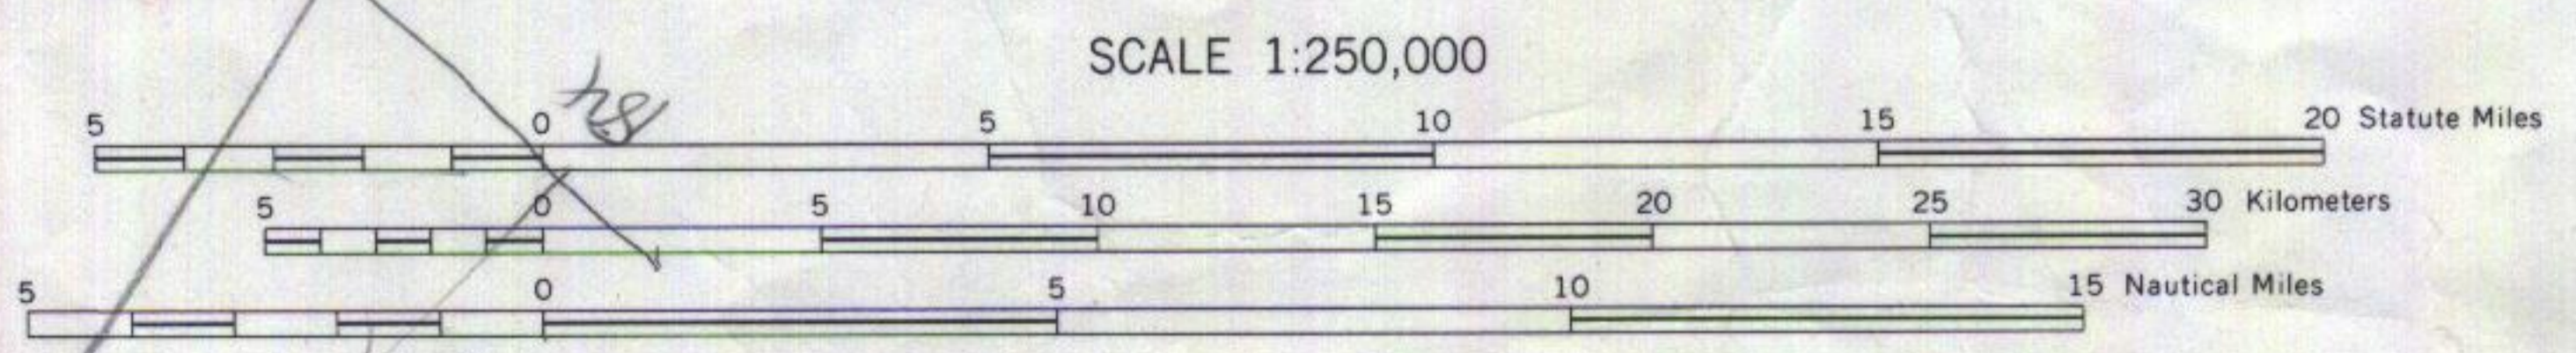 SCALE 1:250,000
5 0 5 10 15 20 Statute Miles
5 0 5 10 15 20 25 30 Kilometers
5 0 5 10 15 Nautical Miles